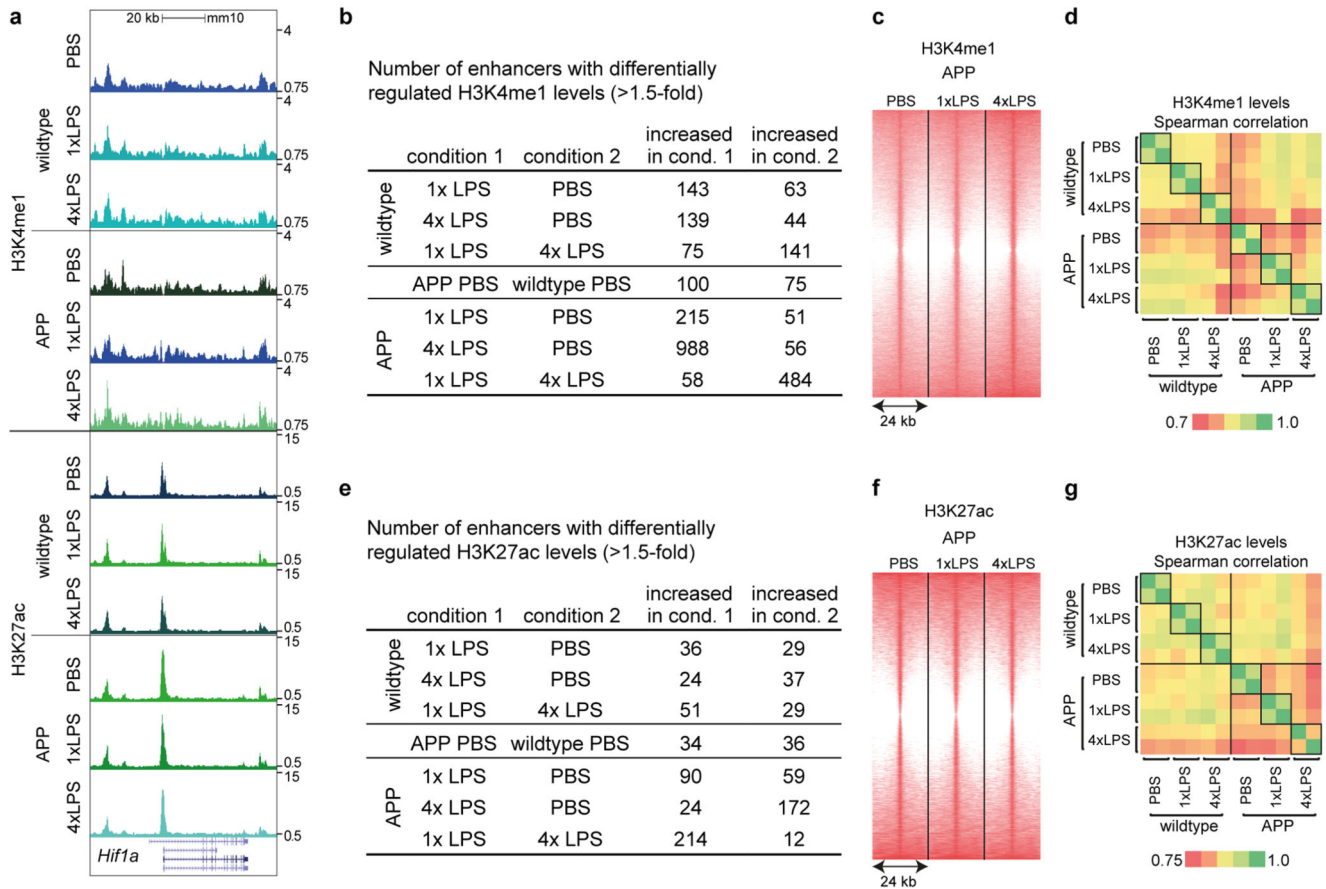 a
20 kb
mm10
H3K4me1
wildtype
PBS
4
0.75
1xLPS
4
0.75
4xLPS
4
0.75
APP
PBS
4
0.75
1xLPS
4
0.75
4xLPS
4
0.75
H3K27ac
wildtype
PBS
15
0.5
1xLPS
15
0.5
4xLPS
15
0.5
APP
PBS
15
0.5
1xLPS
15
0.5
4xLPS
15
0.5
Hif1a
b
Number of enhancers with differentially
regulated H3K4me1 levels (>1.5-fold)
increased increased
condition 1 condition 2 in cond. 1 in cond. 2
wildtype
1x LPS PBS 143 63
4x LPS PBS 139 44
1x LPS 4x LPS 75 141
APP PBS wildtype PBS 100 75
APP
1x LPS PBS 215 51
4x LPS PBS 988 56
1x LPS 4x LPS 58 484
c
H3K4me1
APP
PBS 1xLPS 4xLPS
24 kb
d
H3K4me1 levels
Spearman correlation
wildtype
PBS
1xLPS
4xLPS
APP
PBS
1xLPS
4xLPS
PBS 1xLPS 4xLPS PBS 1xLPS 4xLPS
wildtype APP
0.7 1.0
e
Number of enhancers with differentially
regulated H3K27ac levels (>1.5-fold)
increased increased
condition 1 condition 2 in cond. 1 in cond. 2
wildtype
1x LPS PBS 36 29
4x LPS PBS 24 37
1x LPS 4x LPS 51 29
APP PBS wildtype PBS 34 36
APP
1x LPS PBS 90 59
4x LPS PBS 24 172
1x LPS 4x LPS 214 12
f
H3K27ac
APP
PBS 1xLPS 4xLPS
24 kb
g
H3K27ac levels
Spearman correlation
wildtype
PBS
1xLPS
4xLPS
APP
PBS
1xLPS
4xLPS
PBS 1xLPS 4xLPS PBS 1xLPS 4xLPS
wildtype APP
0.75 1.0